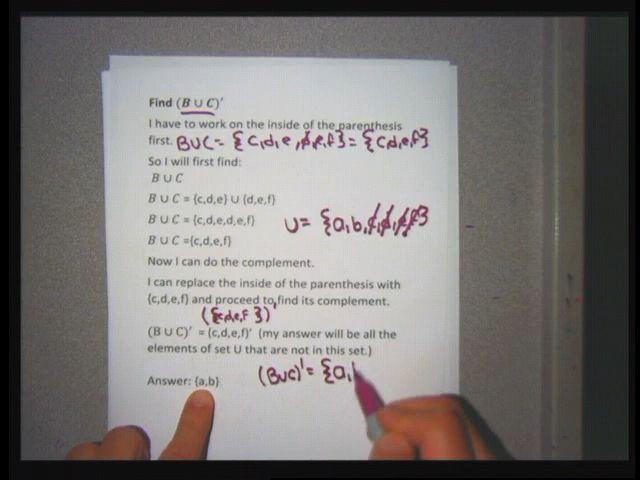 Find (B ∪ C)′
I have to work on the inside of the parenthesis
first. BUC = {c,d,e,d,e,f} = {c,d,e,f}
So I will first find:
B ∪ C
B ∪ C = {c,d,e} ∪ {d,e,f}
B ∪ C = {c,d,e,d,e,f}
U = {a,b,c,d,e,f}
B ∪ C ={c,d,e,f}
Now I can do the complement.
I can replace the inside of the parenthesis with
{c,d,e,f} and proceed to find its complement.
({c,d,e,f})'
(B ∪ C)′ = {c,d,e,f}′ (my answer will be all the
elements of set U that are not in this set.)
Answer: {a,b}
(BUC)' = {a,